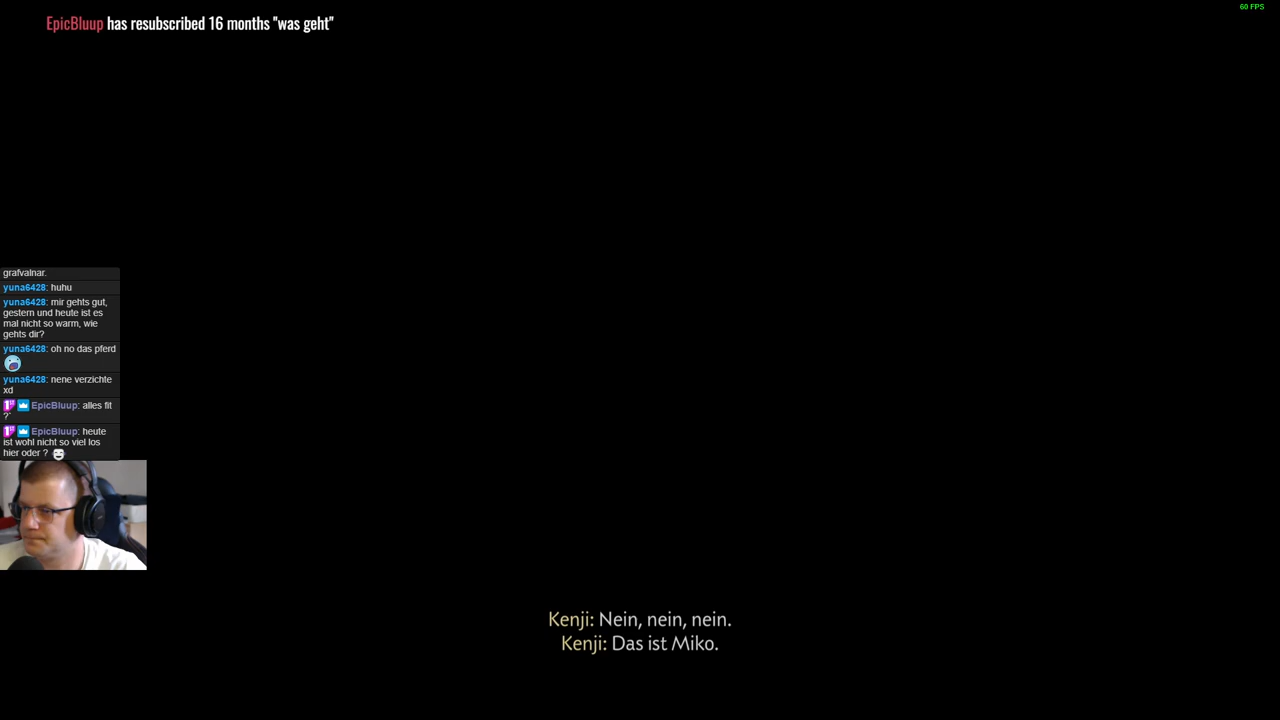 EpicBluup has resubscribed 16 months "was geht"
60 FPS
grafvalnar.
yuna6428: huhu
yuna6428: mir gehts gut,
gestern und heute ist es
mal nicht so warm, wie
gehts dir?
yuna6428: oh no das pferd
yuna6428: nene verzichte
xd
EpicBluup: alles fit
?`
EpicBluup: heute
ist wohl nicht so viel los
hier oder ?
Kenji: Nein, nein, nein.
Kenji: Das ist Miko.